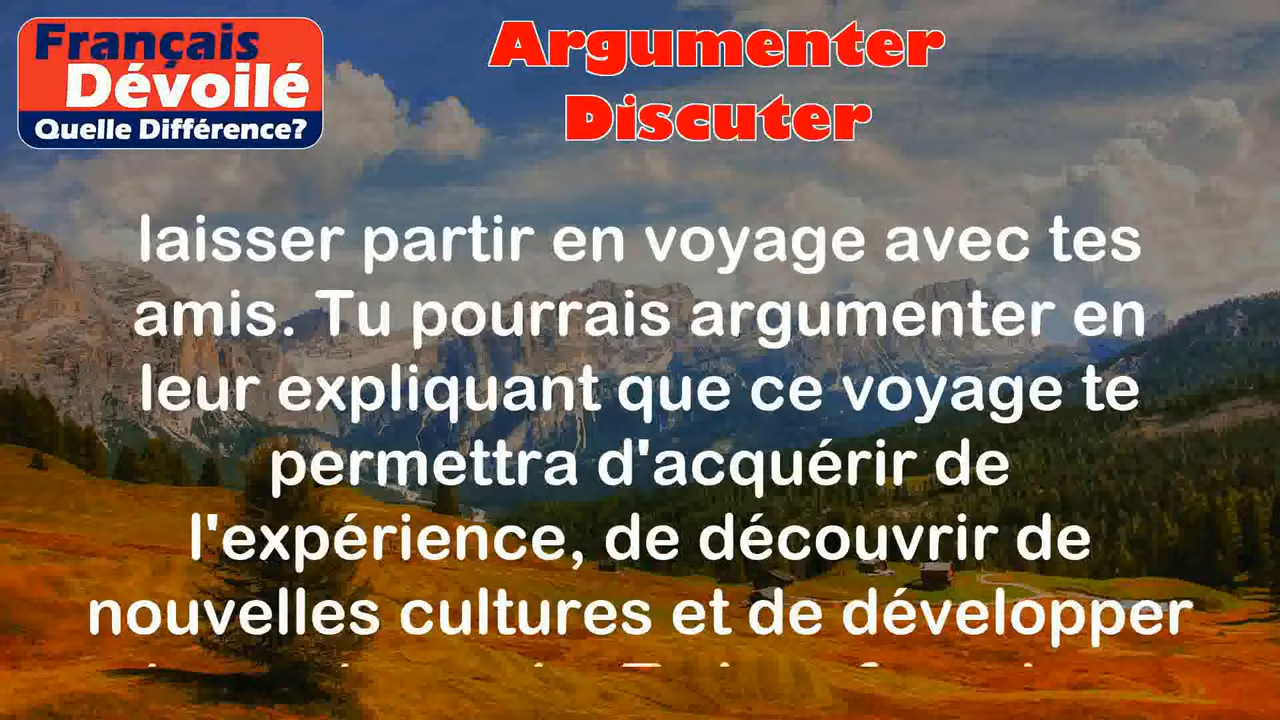 Français
Dévoilé
Quelle Différence?
Argumenter
Discuter
laisser partir en voyage avec tes
amis. Tu pourrais argumenter en
leur expliquant que ce voyage te
permettra d'acquérir de
l'expérience, de découvrir de
nouvelles cultures et de développer